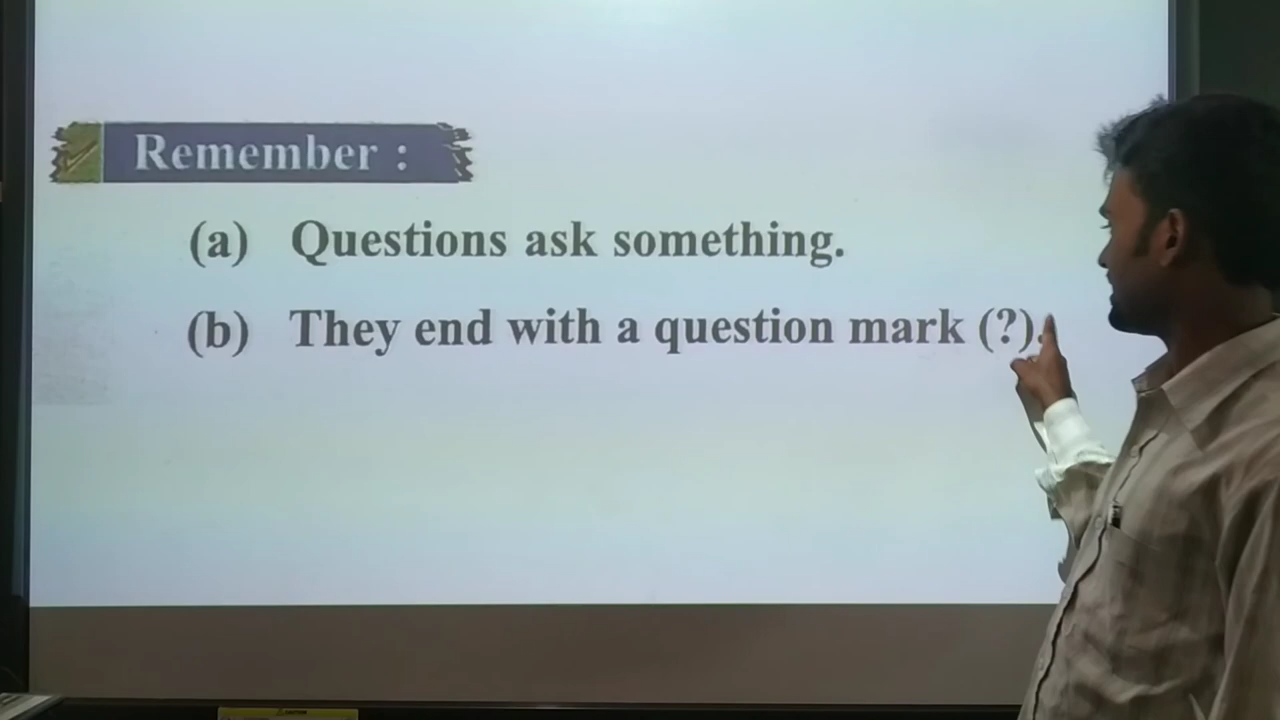 Remember :
(a) Questions ask something.
(b) They end with a question mark (?).